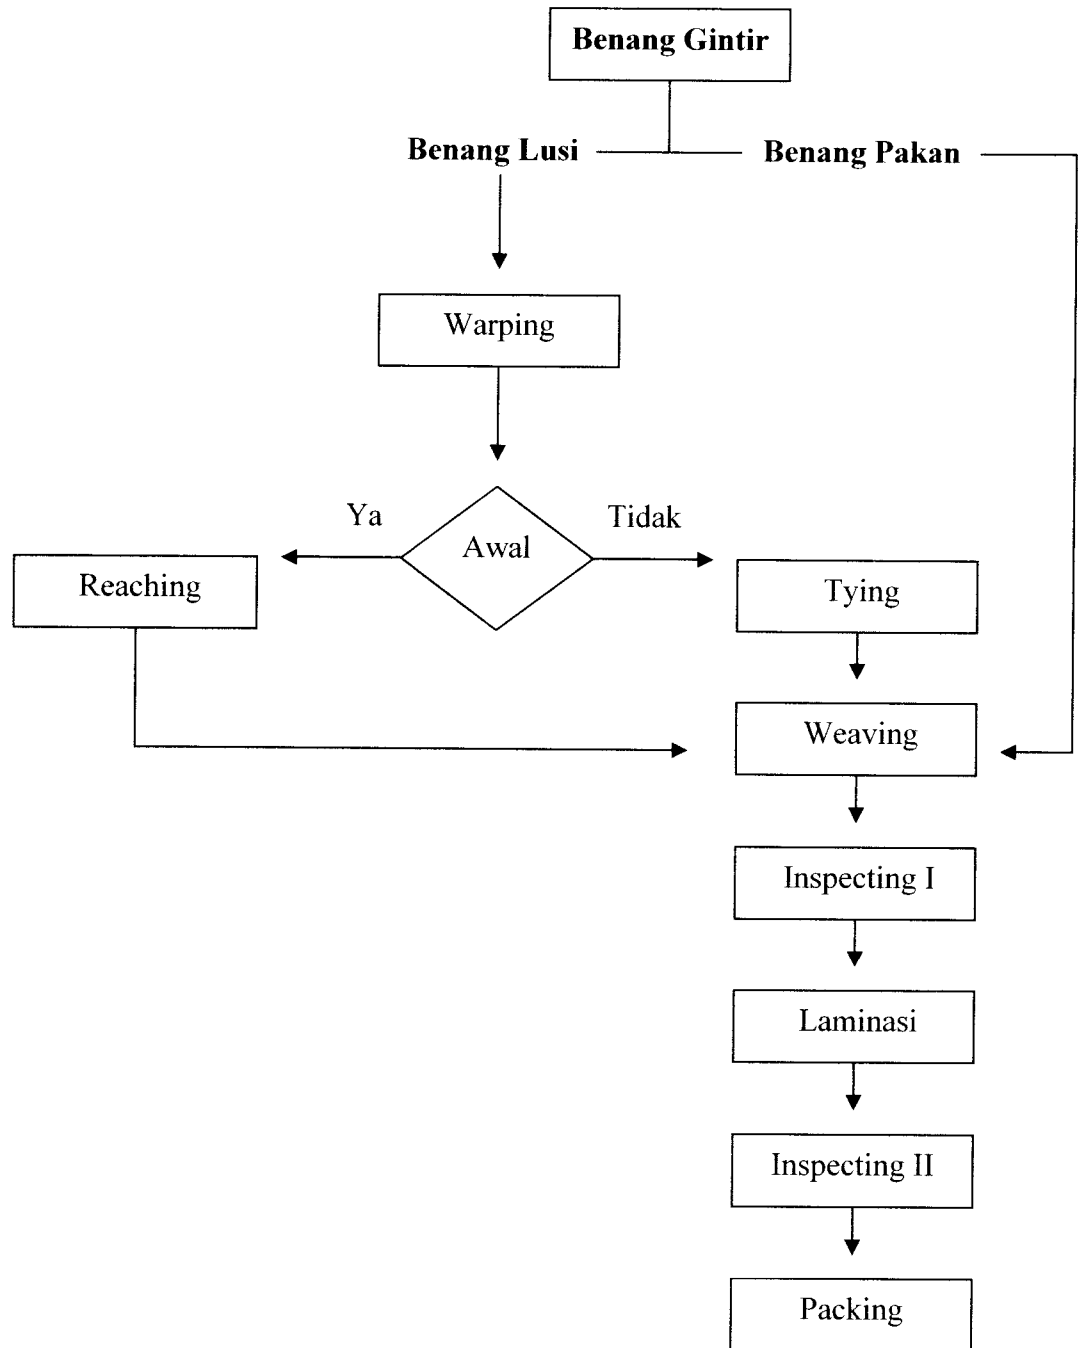 Benang Gintir
Benang Lusi
Benang Pakan
Warping
Ya
Tidak
Awal
Reaching
Tying
Weaving
Inspecting I
Laminasi
Inspecting II
Packing